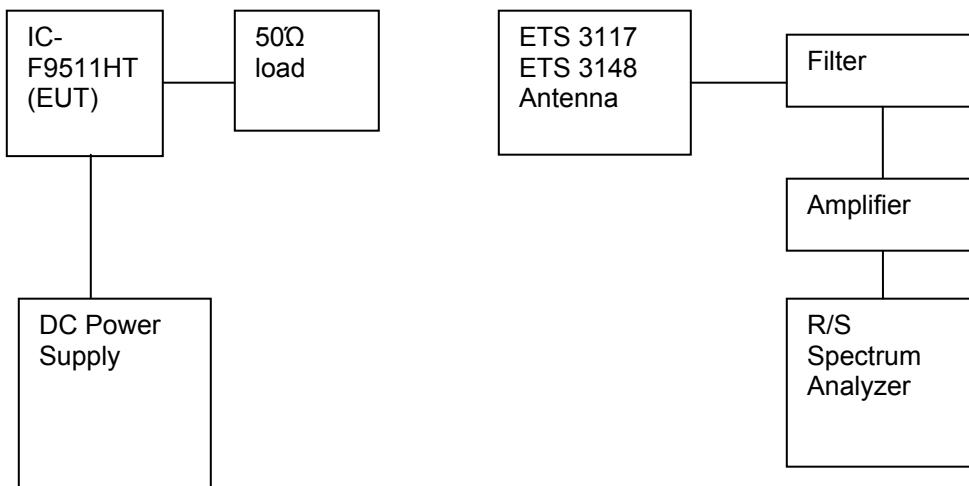 IC-
F9511HT
(EUT)
50Ω
load
ETS 3117
ETS 3148
Antenna
Filter
Amplifier
DC Power
Supply
R/S
Spectrum
Analyzer